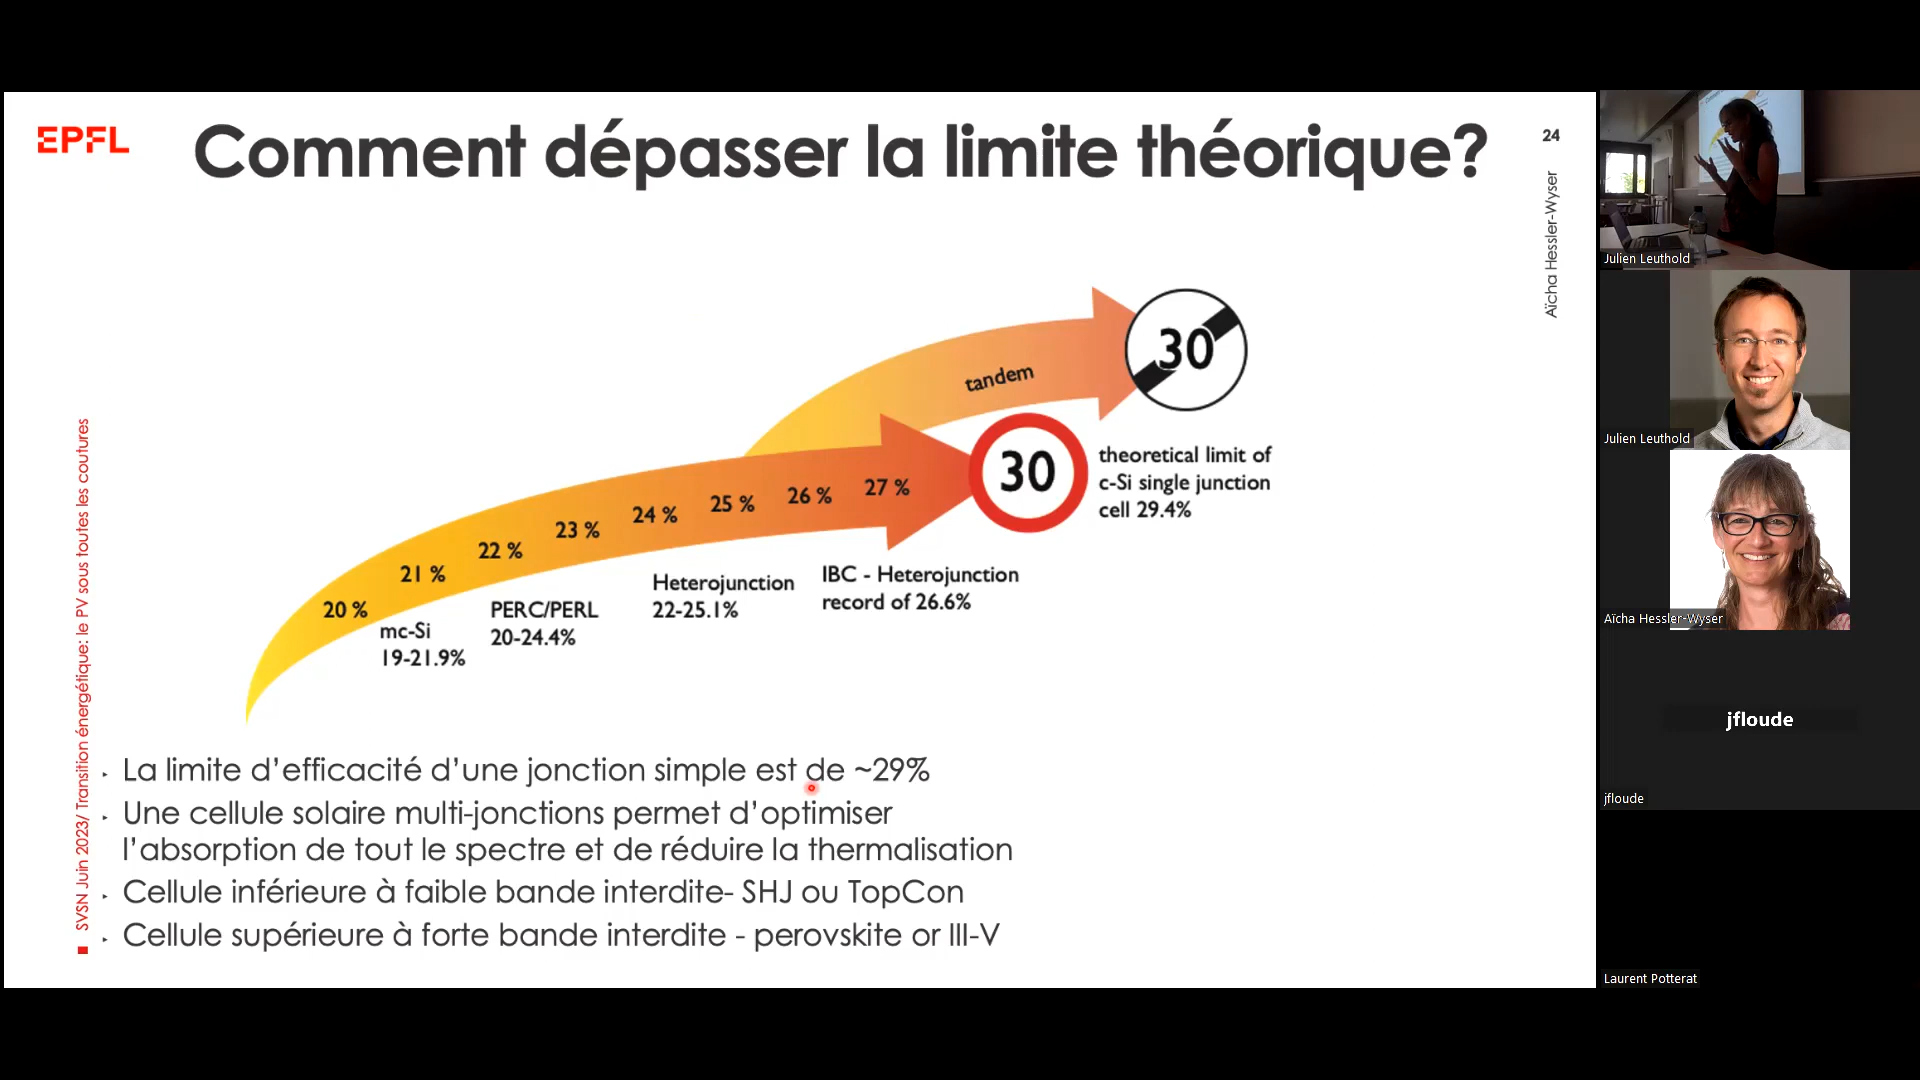 EPFL
Comment dépasser la limite théorique?
24
Aïcha Hessler-Wyser
SVSN Juin 2023/ Transition énergétique: le PV sous toutes les coutures
30
tandem
30
theoretical limit of
c-Si single junction
cell 29.4%
20 %
21 %
22 %
23 %
24 %
25 %
26 %
27 %
mc-Si
19-21.9%
PERC/PERL
20-24.4%
Heterojunction
22-25.1%
IBC - Heterojunction
record of 26.6%
La limite d’efficacité d’une jonction simple est de ~29%
Une cellule solaire multi-jonctions permet d’optimiser
l’absorption de tout le spectre et de réduire la thermalisation
Cellule inférieure à faible bande interdite- SHJ ou TopCon
Cellule supérieure à forte bande interdite - perovskite or III-V
Julien Leuthold
Julien Leuthold
Aïcha Hessler-Wyser
jfloude
jfloude
Laurent Potterat